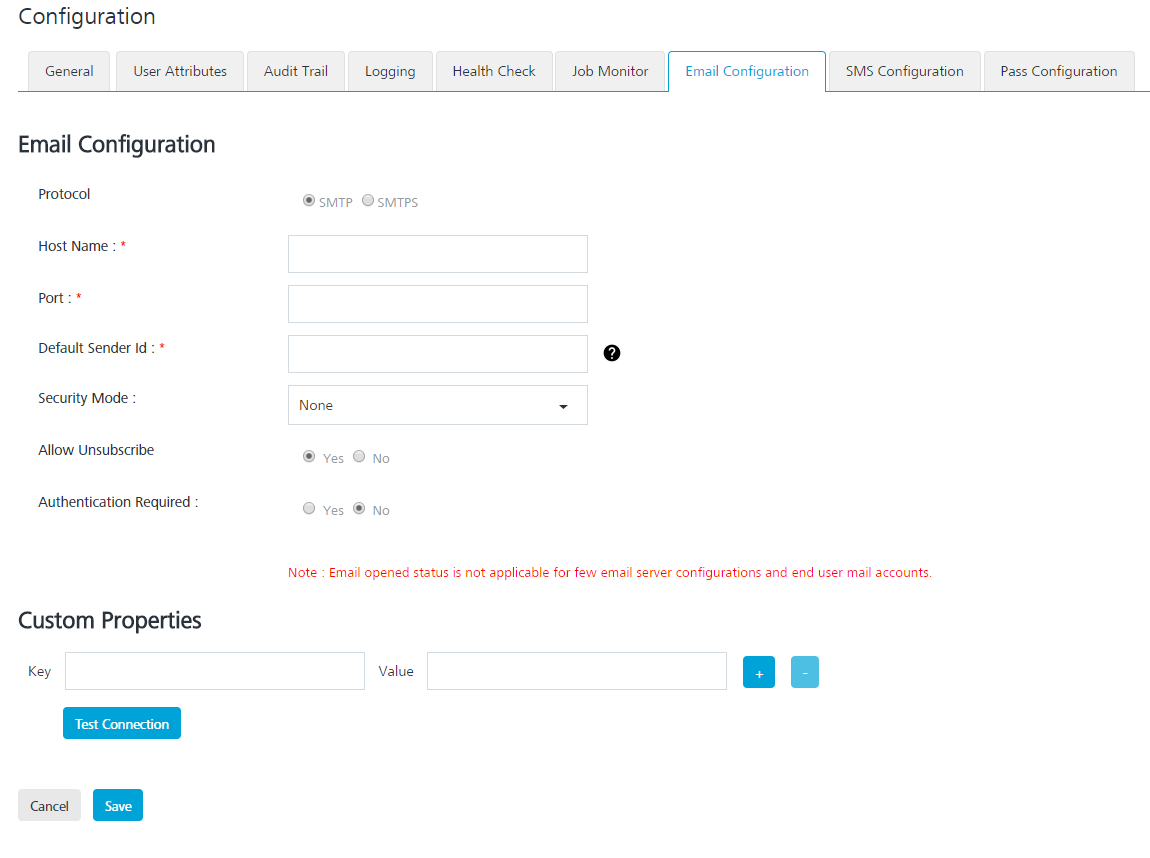 Configuration
General User Attributes Audit Trail Logging Health Check Job Monitor Email Configuration SMS Configuration Pass Configuration
Email Configuration
Protocol SMTP SMTPS
Host Name : *
Port : *
Default Sender Id : * ?
Security Mode : None
Allow Unsubscribe Yes No
Authentication Required : Yes No
Note : Email opened status is not applicable for few email server configurations and end user mail accounts.
Custom Properties
Key Value + -
Test Connection
Cancel Save